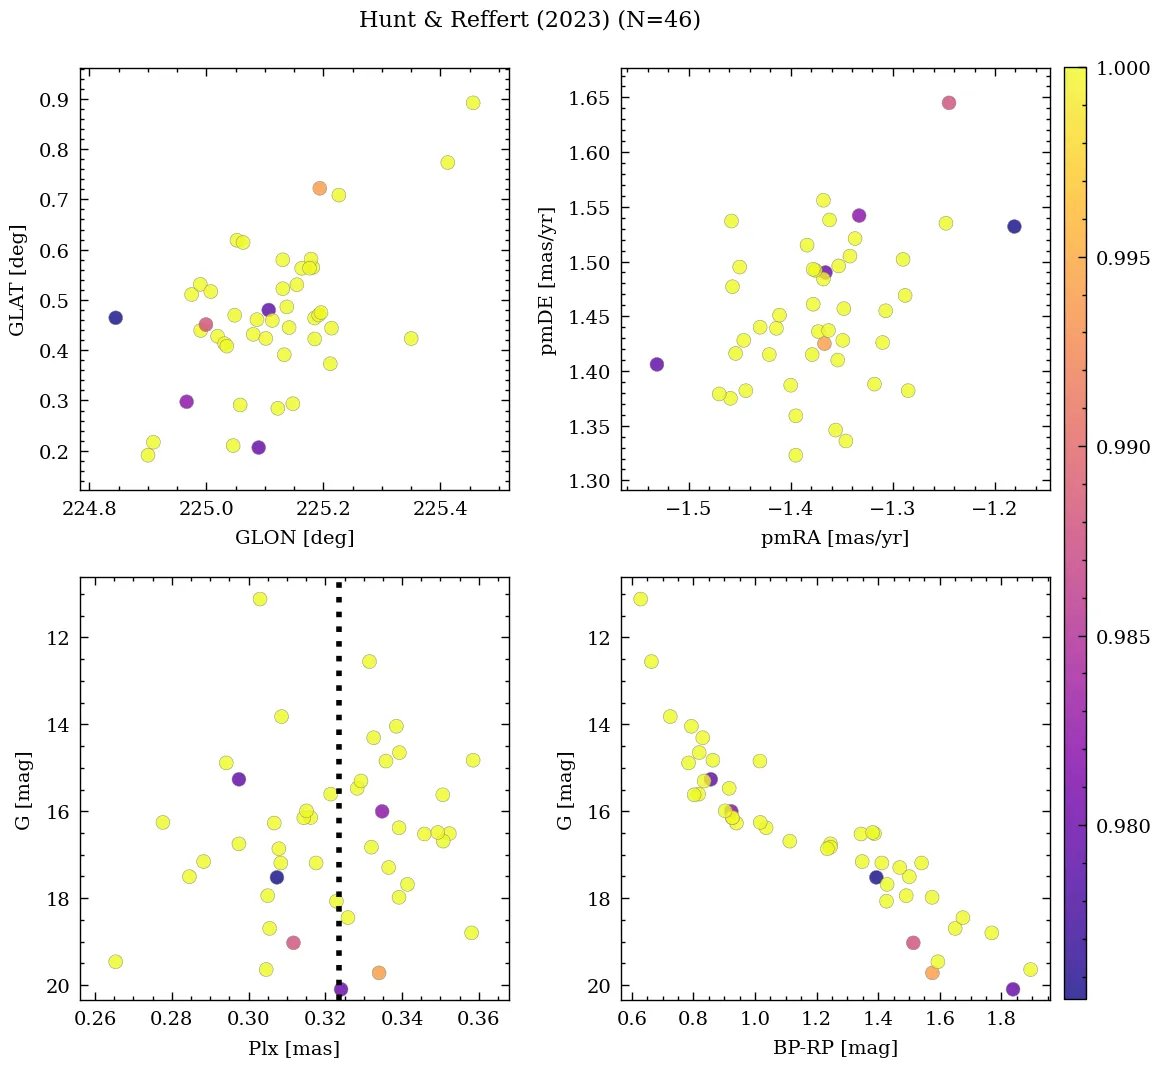 Hunt & Reffert (2023) (N=46)
0.9
0.8
0.7
0.6
0.5
0.4
0.3
0.2
GLAT [deg]
224.8 225.0 225.2 225.4
GLON [deg]
1.65
1.60
1.55
1.50
1.45
1.40
1.35
1.30
pmDE [mas/yr]
−1.5 −1.4 −1.3 −1.2
pmRA [mas/yr]
1.000
0.995
0.990
0.985
0.980
12
14
16
18
20
G [mag]
0.26 0.28 0.30 0.32 0.34 0.36
Plx [mas]
12
14
16
18
20
G [mag]
0.6 0.8 1.0 1.2 1.4 1.6 1.8
BP-RP [mag]